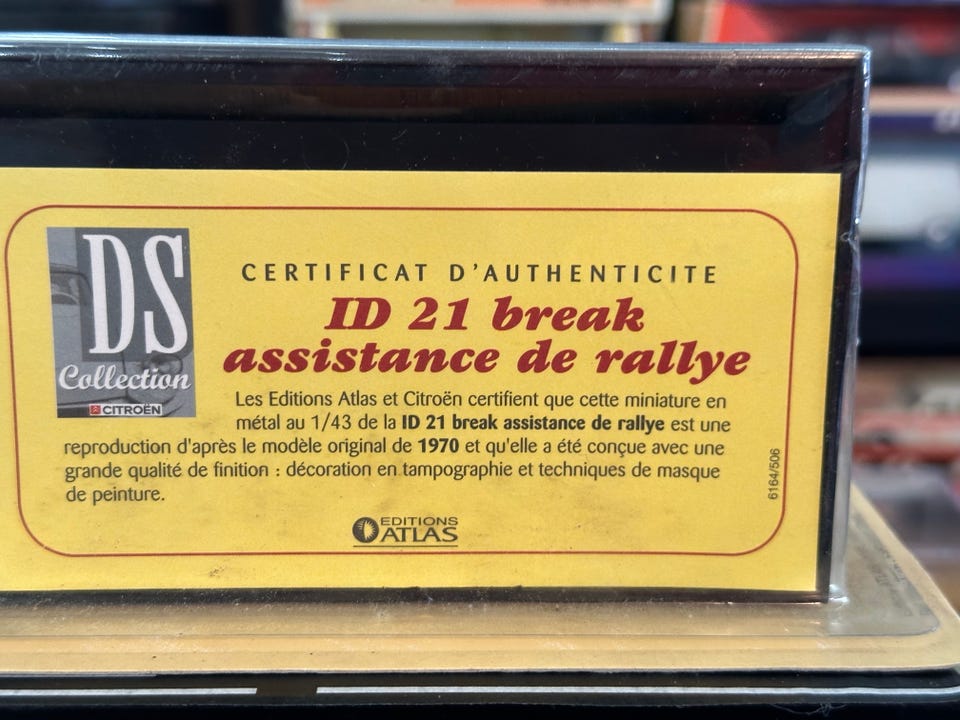 DS
Collection
CITROËN
CERTIFICAT D'AUTHENTICITE
ID 21 break
assistance de rallye
Les Editions Atlas et Citroën certifient que cette miniature en
métal au 1/43 de la ID 21 break assistance de rallye est une
reproduction d'après le modèle original de 1970 et qu'elle a été conçue avec une
grande qualité de finition : décoration en tampographie et techniques de masque
de peinture.
6164/506
EDITIONS
ATLAS